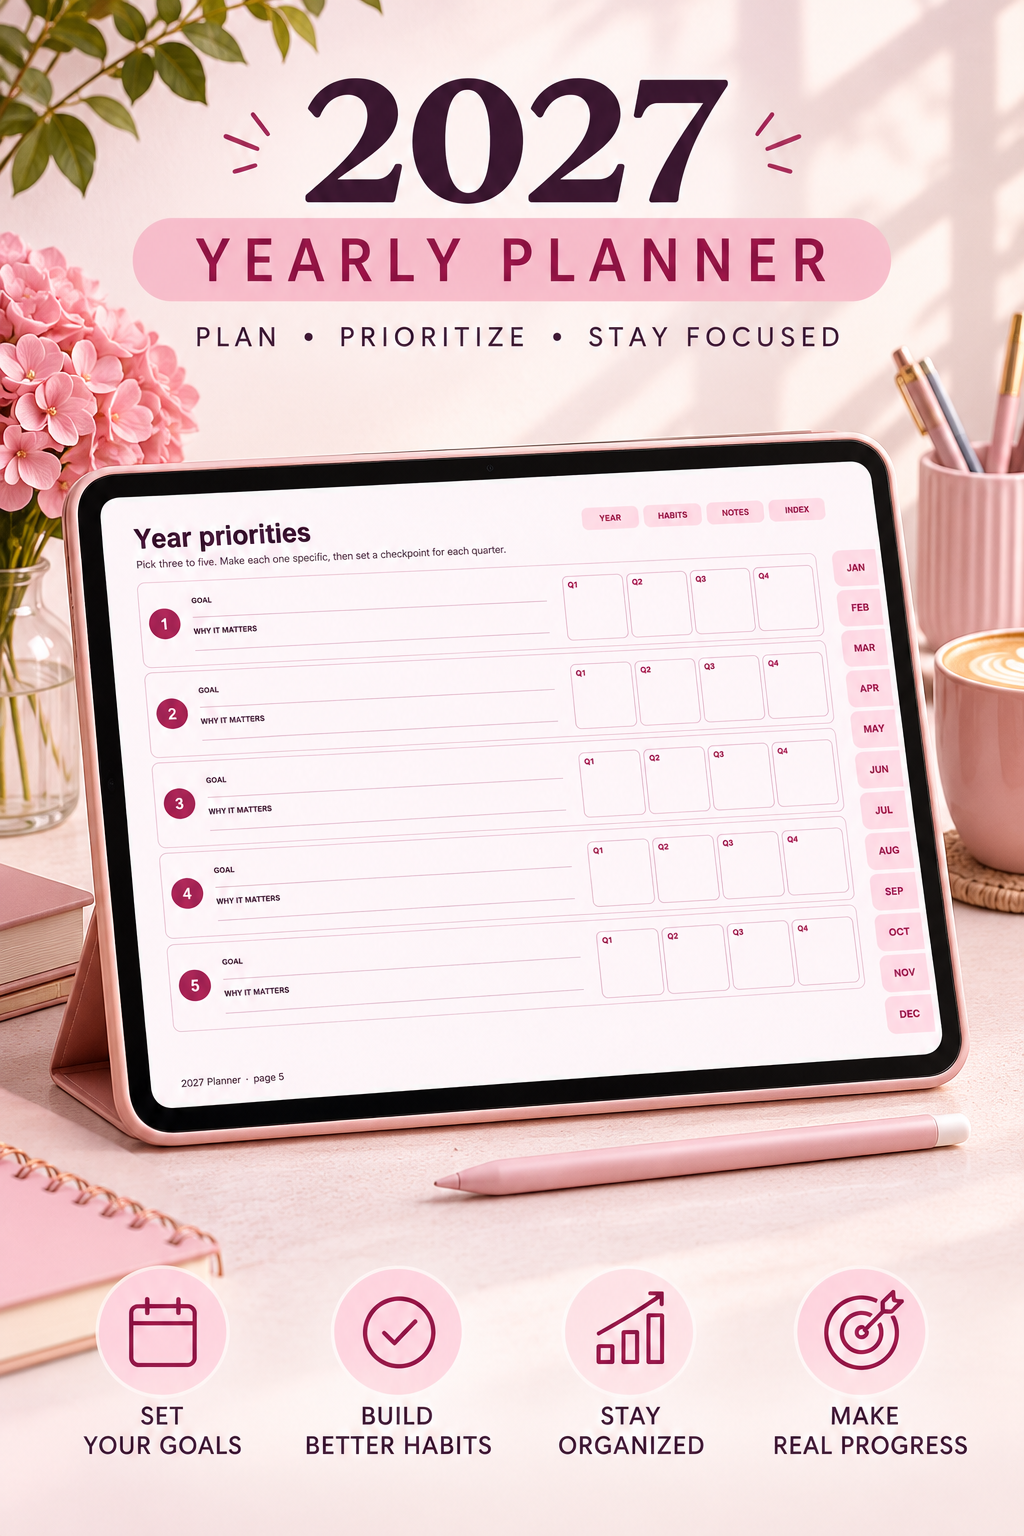 2027
YEARLY PLANNER
PLAN • PRIORITIZE • STAY FOCUSED
Year priorities
Pick three to five. Make each one specific, then set a checkpoint for each quarter.
YEAR HABITS NOTES INDEX
JAN
FEB
MAR
APR
MAY
JUN
JUL
AUG
SEP
OCT
NOV
DEC
1
GOAL
WHY IT MATTERS
Q1 Q2 Q3 Q4
2
GOAL
WHY IT MATTERS
Q1 Q2 Q3 Q4
3
GOAL
WHY IT MATTERS
Q1 Q2 Q3 Q4
4
GOAL
WHY IT MATTERS
Q1 Q2 Q3 Q4
5
GOAL
WHY IT MATTERS
Q1 Q2 Q3 Q4
2027 Planner · page 5
SET
YOUR GOALS
BUILD
BETTER HABITS
STAY
ORGANIZED
MAKE
REAL PROGRESS